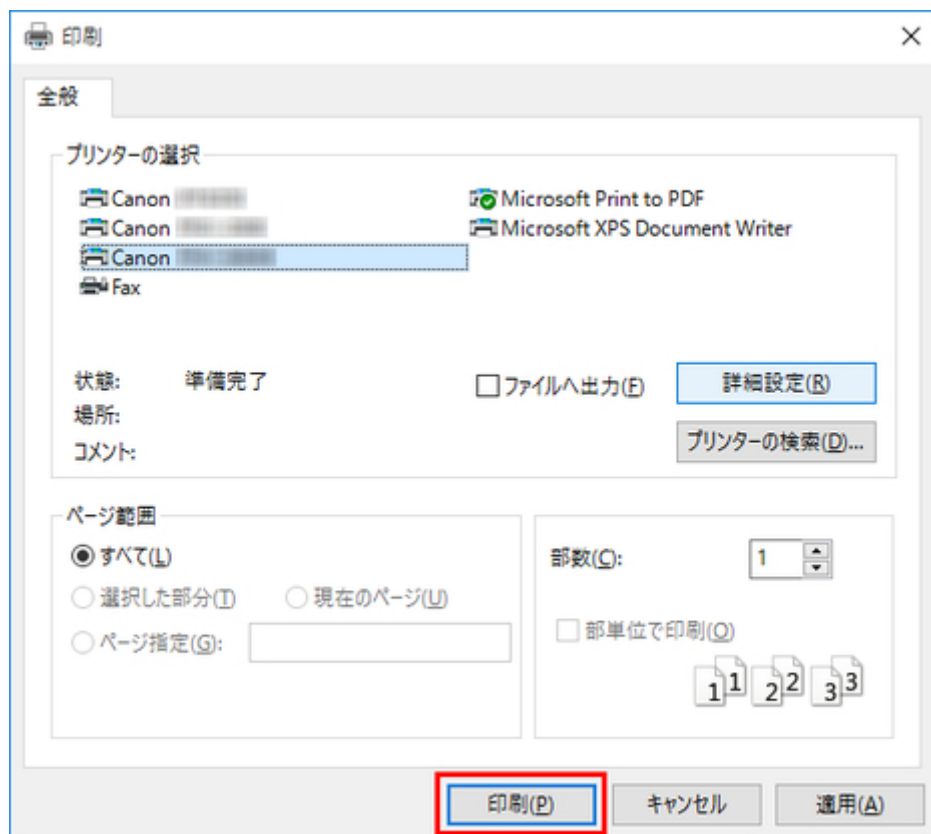 印刷
全般
プリンターの選択
Canon
Microsoft Print to PDF
Canon
Microsoft XPS Document Writer
Canon
Fax
状態: 準備完了
ファイルへ出力(F)
詳細設定(R)
場所:
プリンターの検索(D)...
コメント:
ページ範囲
すべて(L)
選択した部分(T)
現在のページ(U)
ページ指定(G):
部数(C): 1
部単位で印刷(O)
1 1 2 2 3 3
印刷(P)
キャンセル
適用(A)